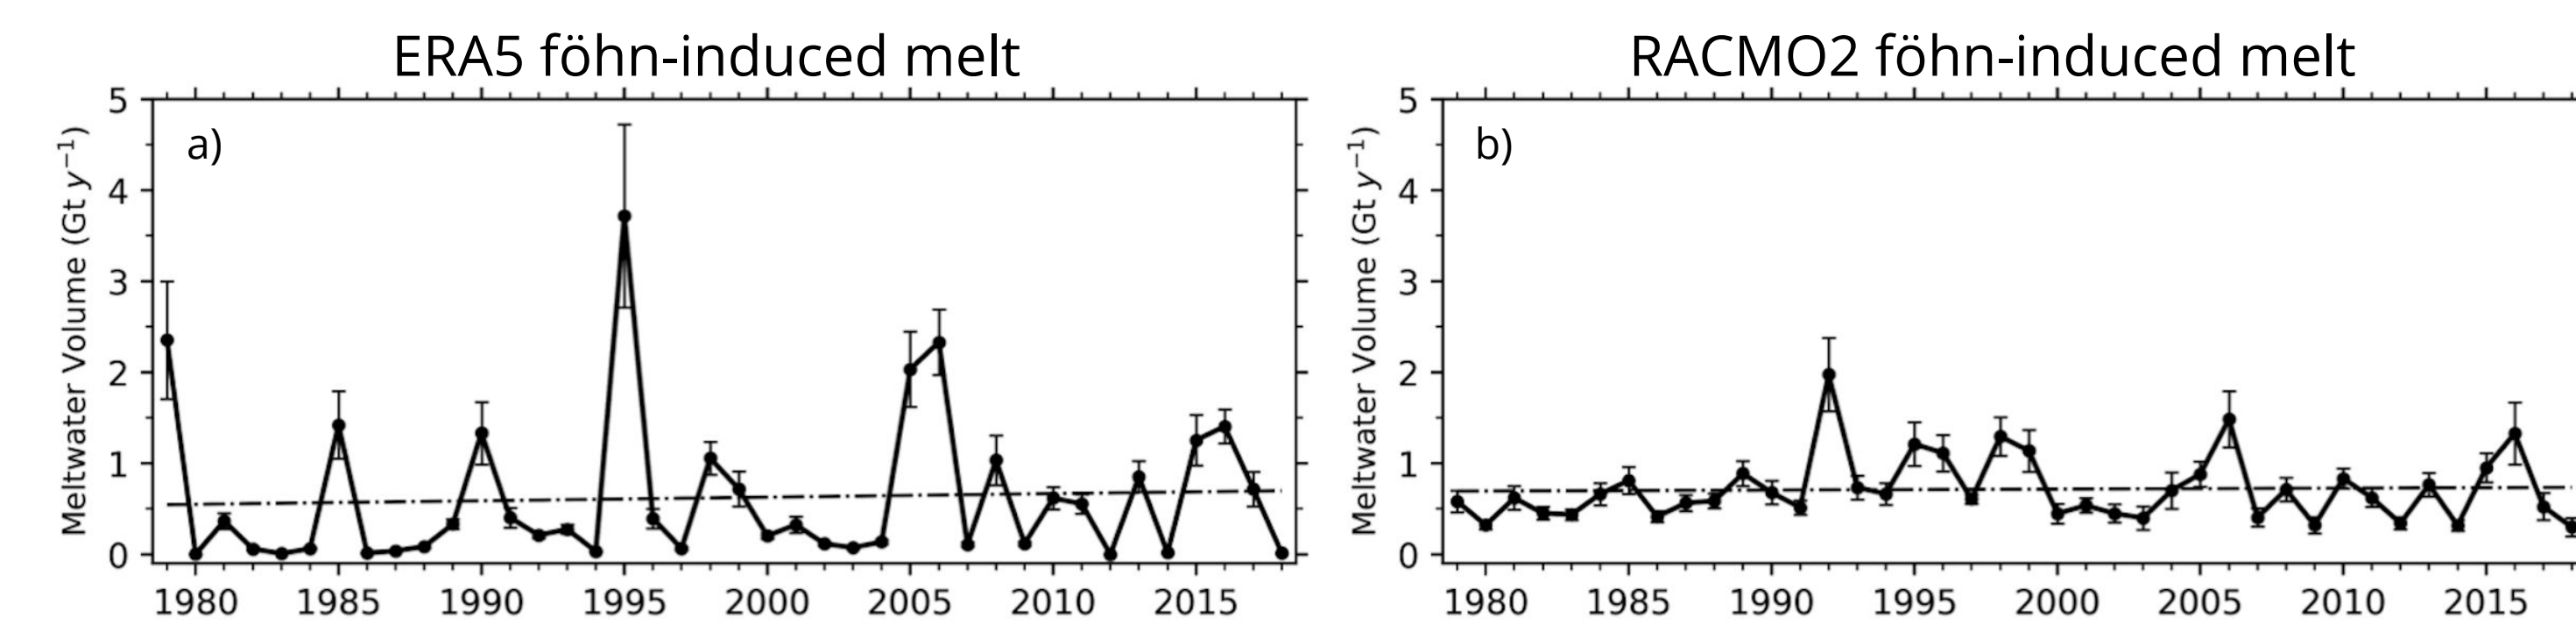 ERA5 föhn-induced melt
a)
Meltwater Volume (Gt y⁻¹)
5
4
3
2
1
0
1980 1985 1990 1995 2000 2005 2010 2015
RACMO2 föhn-induced melt
b)
Meltwater Volume (Gt y⁻¹)
5
4
3
2
1
0
1980 1985 1990 1995 2000 2005 2010 2015